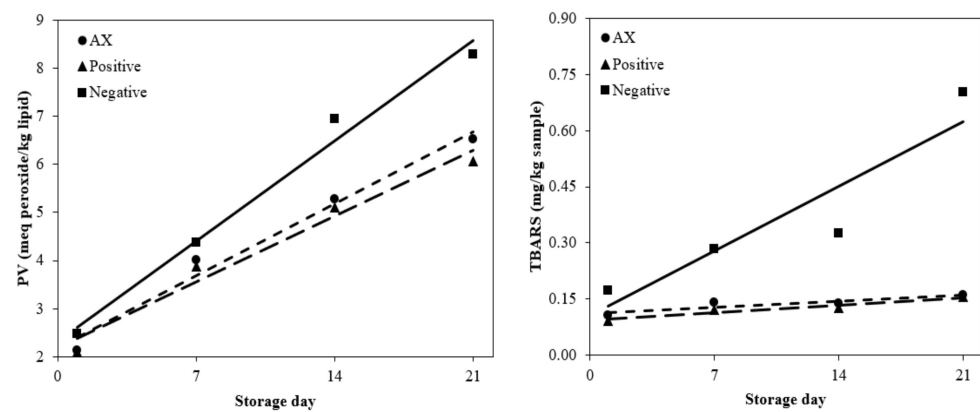 9
8
7
6
5
4
3
2
PV (meq peroxide/kg lipid)
AX
Positive
Negative
0
7
14
21
Storage day
0.90
0.75
0.60
0.45
0.30
0.15
0.00
TBARS (mg/kg sample)
AX
Positive
Negative
0
7
14
21
Storage day